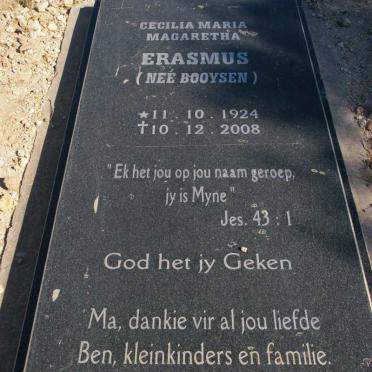 CECILIA MARIA
MAGARETHA
ERASMUS
( NEÉ BOOYSEN )
★11 . 10 . 1924
✝10 . 12 . 2008
"Ek het jou op jou naam geroep,
jy is Myne"
Jes. 43 : 1
God het jy Geken
Ma, dankie vir al jou liefde
Ben, kleinkinders en familie.